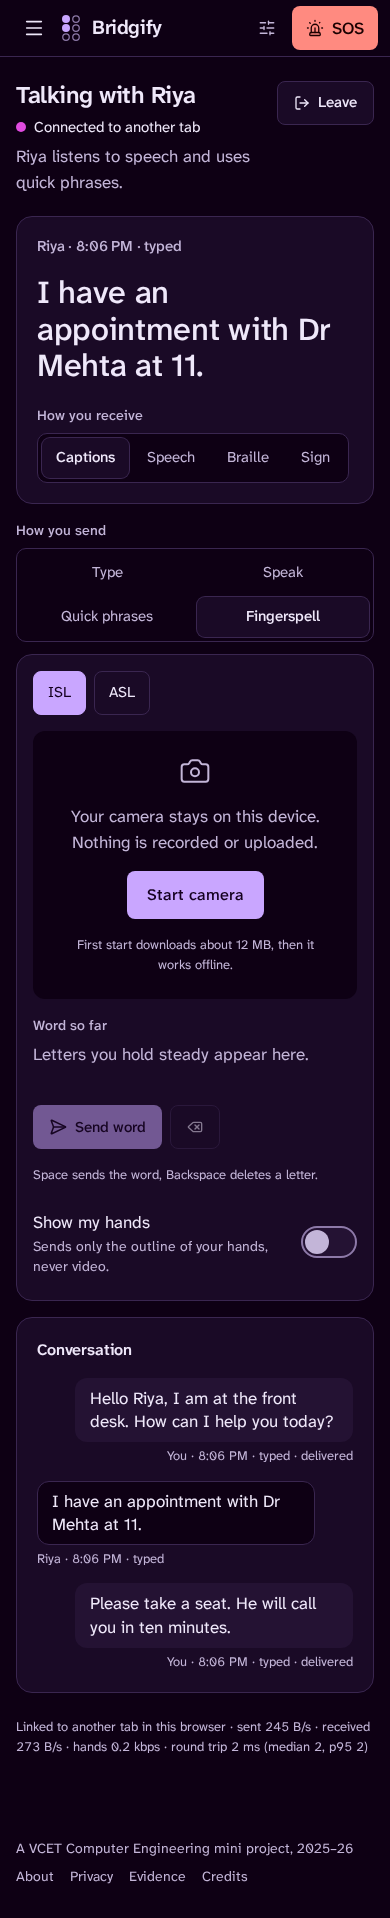 Bridgify
SOS
Talking with Riya
Leave
Connected to another tab
Riya listens to speech and uses
quick phrases.
Riya · 8:06 PM · typed
I have an
appointment with Dr
Mehta at 11.
How you receive
Captions Speech Braille Sign
How you send
Type Speak
Quick phrases Fingerspell
ISL ASL
Your camera stays on this device.
Nothing is recorded or uploaded.
Start camera
First start downloads about 12 MB, then it
works offline.
Word so far
Letters you hold steady appear here.
Send word
Space sends the word, Backspace deletes a letter.
Show my hands
Sends only the outline of your hands,
never video.
Conversation
Hello Riya, I am at the front
desk. How can I help you today?
You · 8:06 PM · typed · delivered
I have an appointment with Dr
Mehta at 11.
Riya · 8:06 PM · typed
Please take a seat. He will call
you in ten minutes.
You · 8:06 PM · typed · delivered
Linked to another tab in this browser · sent 245 B/s · received
273 B/s · hands 0.2 kbps · round trip 2 ms (median 2, p95 2)
A VCET Computer Engineering mini project, 2025–26
About Privacy Evidence Credits